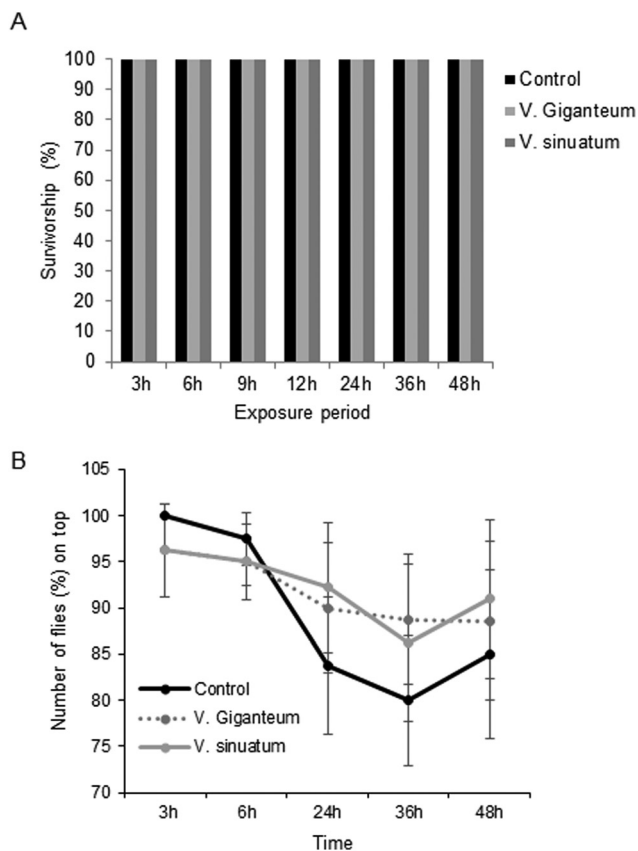 A
Survivorship (%)
100
90
80
70
60
50
40
30
20
10
0
3h 6h 9h 12h 24h 36h 48h
Exposure period
Control
V. Giganteum
V. sinuatum
B
Number of flies (%) on top
105
100
95
90
85
80
75
70
Control
V. Giganteum
V. sinuatum
3h 6h 24h 36h 48h
Time